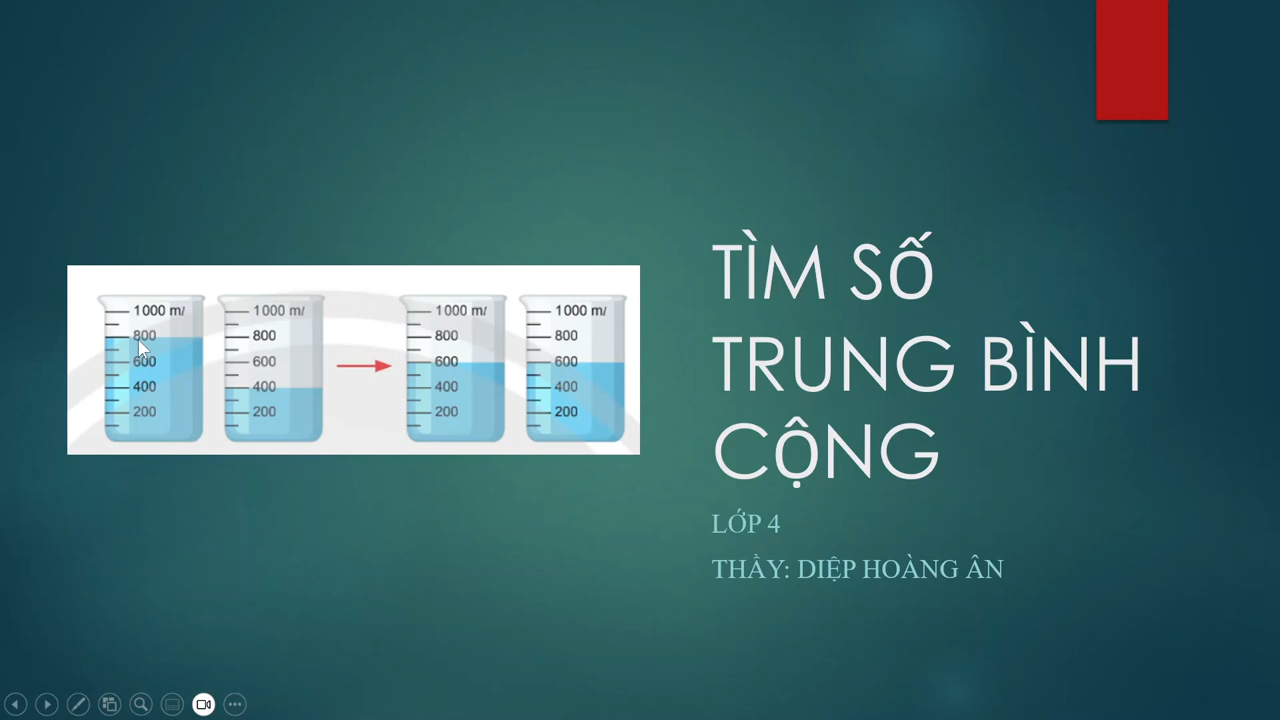 1000 ml 1000 ml 1000 ml 1000 ml
800 800 800 800
600 600 600 600
400 400 400 400
200 200 200 200
TÌM SỐ
TRUNG BÌNH
CỘNG
LỚP 4
THẦY: DIỆP HOÀNG ÂN